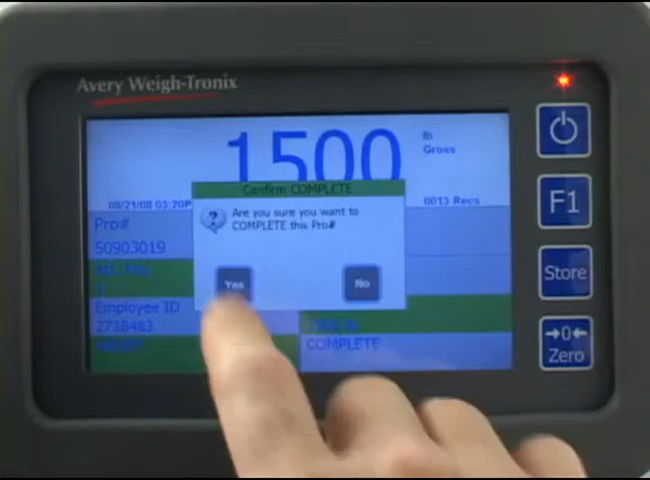 Avery Weigh-Tronix
1500
lb
Gross
Confirm COMPLETE
08/21/08 03:20P
0013 Recs
Are you sure you want to
COMPLETE this Pro#
Pro#
50903019
Yes
No
Employee ID
2738483
COMPLETE
F1
Store
→0←
Zero